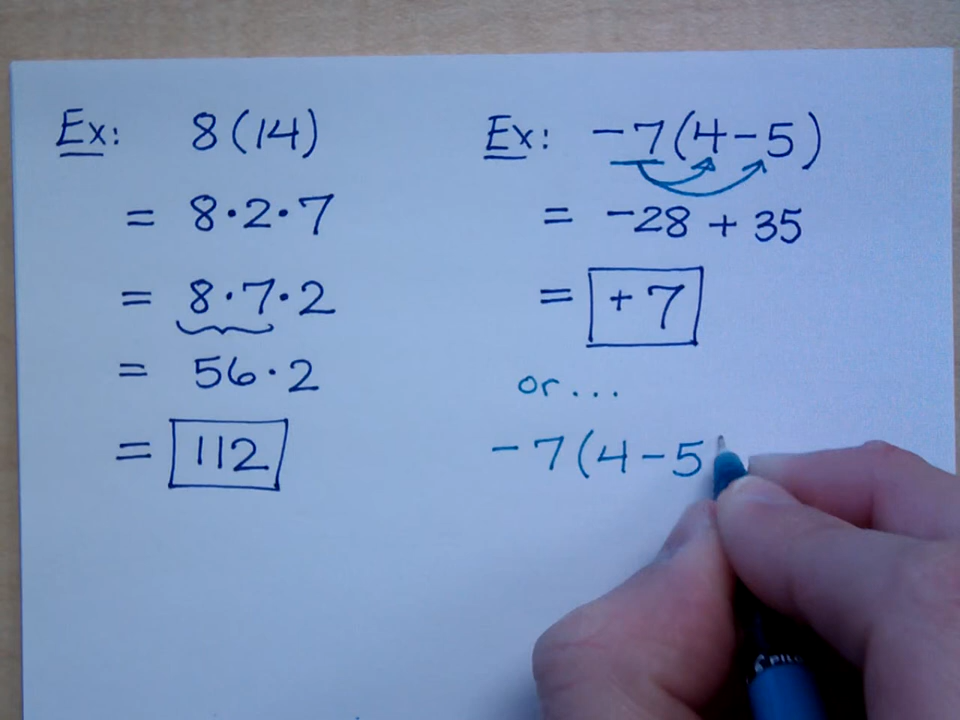 Ex: 8(14)
= 8·2·7
= 8·7·2
= 56·2
= 112
Ex: -7(4-5)
= -28 + 35
= +7
or...
-7(4-5
PILO